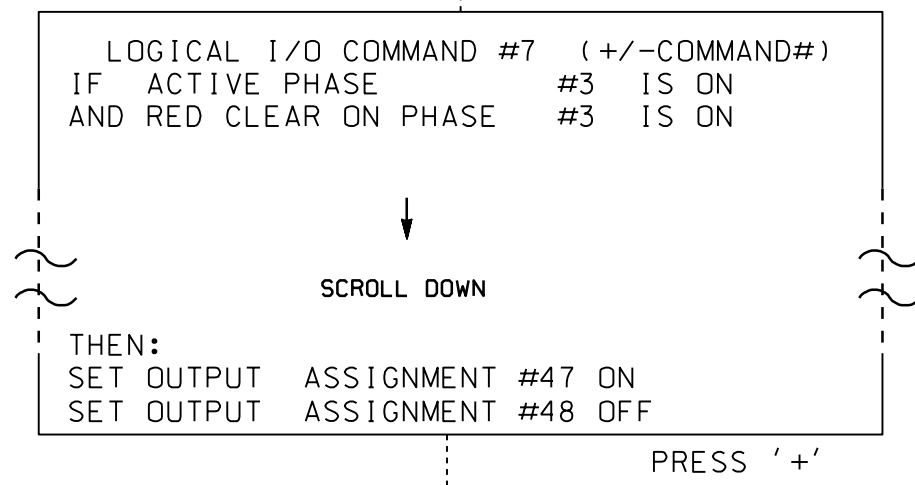 LOGICAL I/O COMMAND #7 (+/-COMMAND#)
IF ACTIVE PHASE #3 IS ON
AND RED CLEAR ON PHASE #3 IS ON
SCROLL DOWN
THEN:
SET OUTPUT ASSIGNMENT #47 ON
SET OUTPUT ASSIGNMENT #48 OFF
PRESS '+'